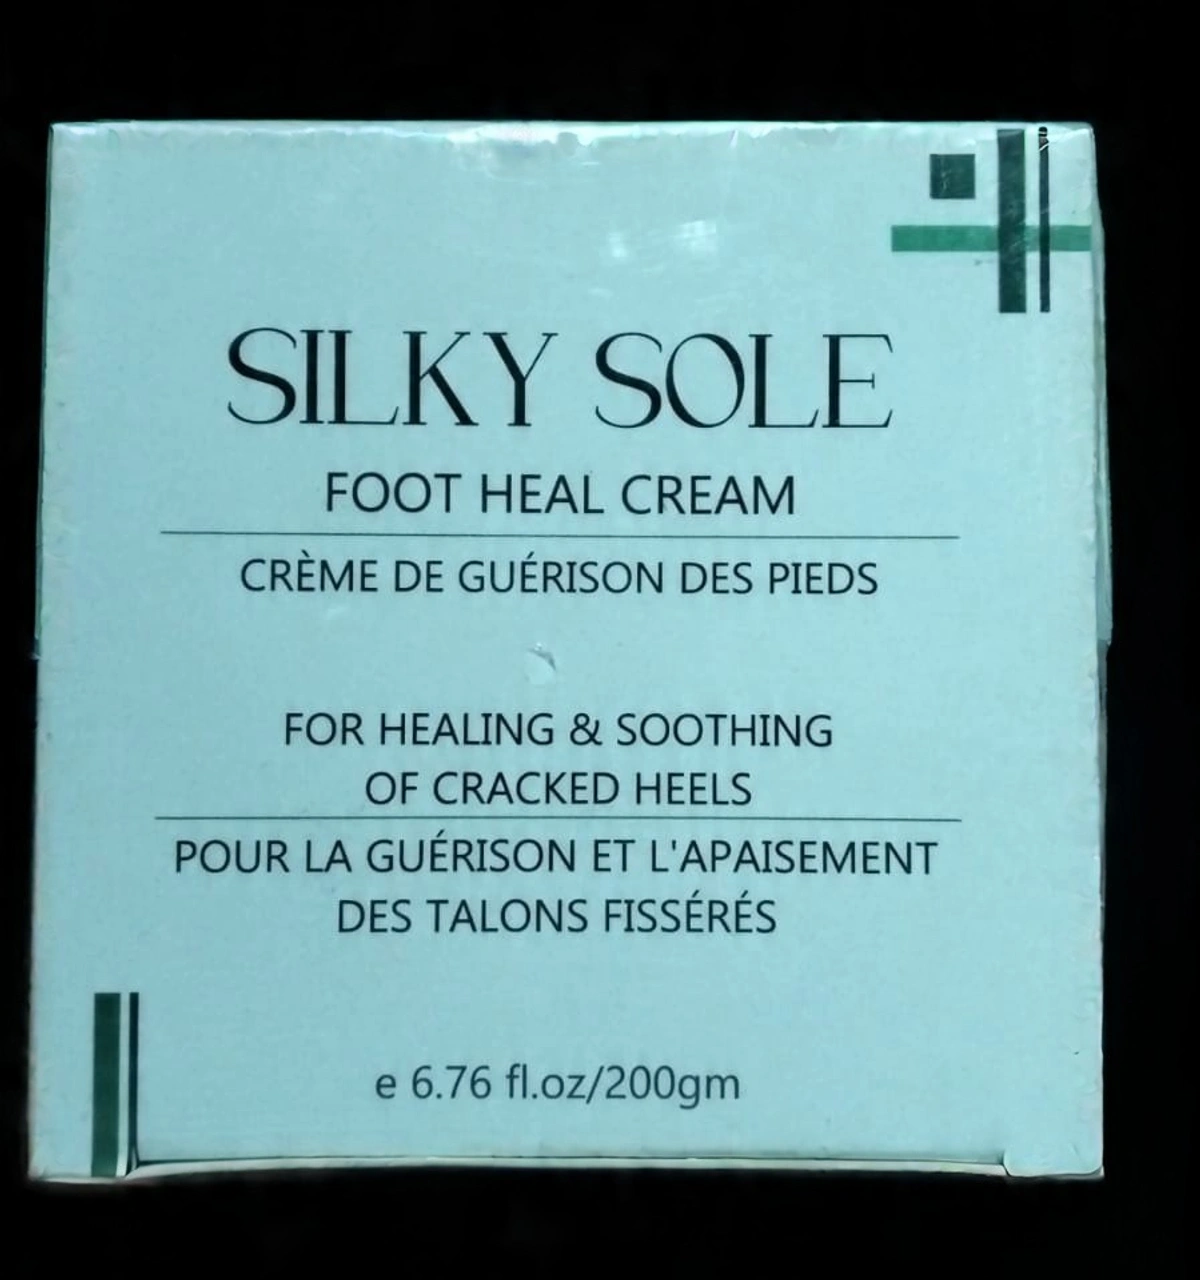 SILKY SOLE
FOOT HEAL CREAM
CRÈME DE GUÉRISON DES PIEDS
FOR HEALING & SOOTHING
OF CRACKED HEELS
POUR LA GUÉRISON ET L'APAISEMENT
DES TALONS FISSÉRÉS
e 6.76 fl.oz/200gm